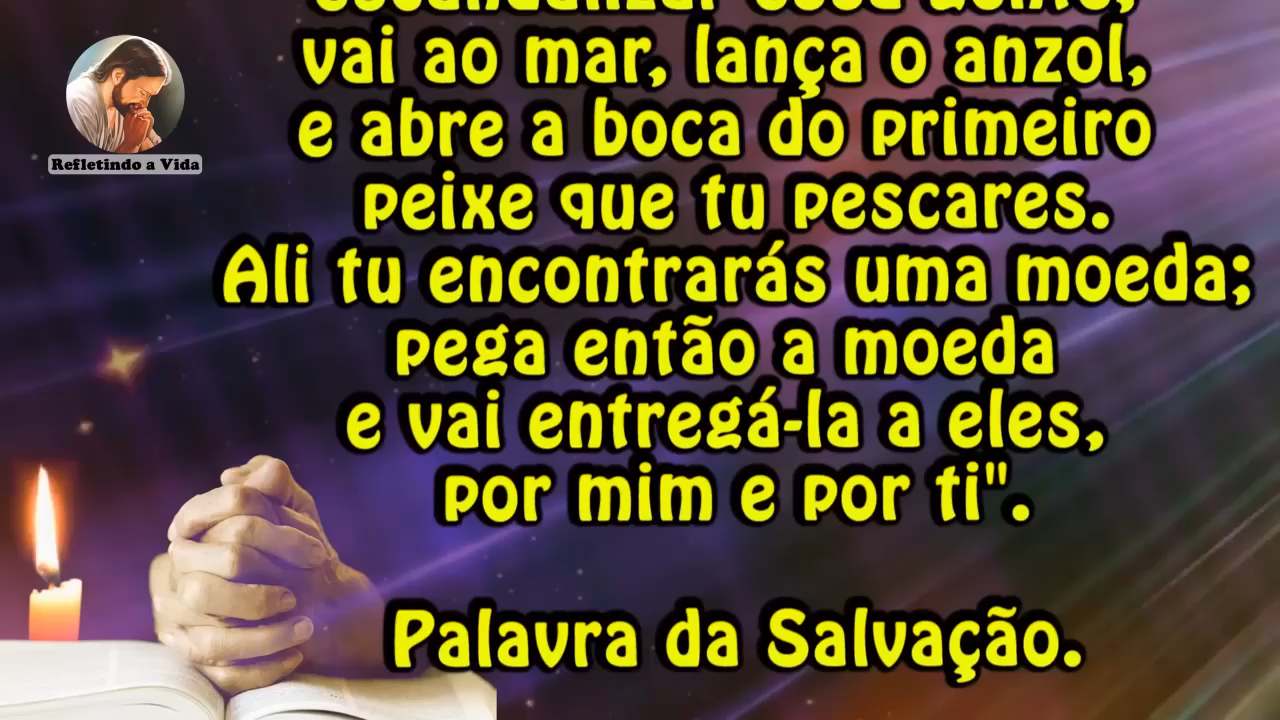 vai ao mar, lança o anzol,
e abre a boca do primeiro
peixe que tu pescares.
Ali tu encontrarás uma moeda;
pega então a moeda
e vai entregá-la a eles,
por mim e por ti".
Palavra da Salvação.
Refletindo a Vida